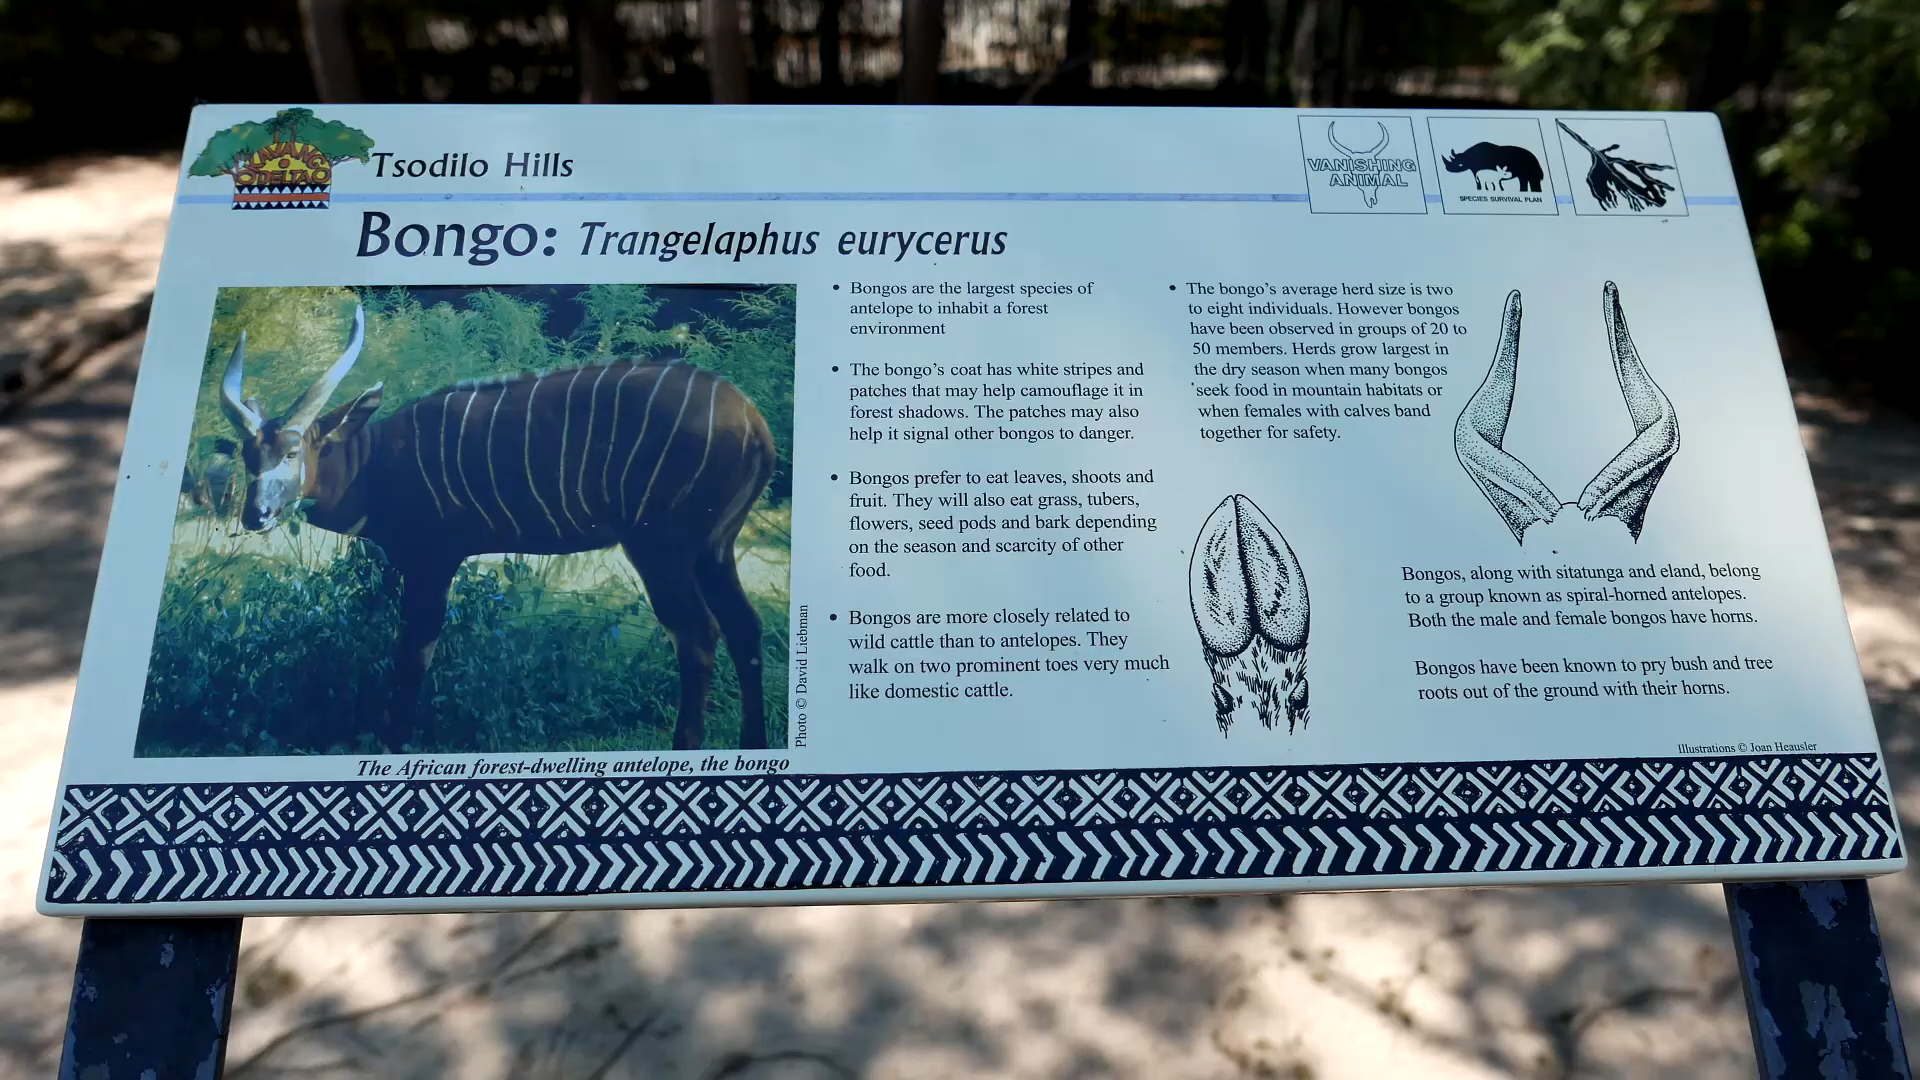 OKAVANGO
DELTA
Tsodilo Hills
VANISHING
ANIMAL
SPECIES SURVIVAL PLAN
Bongo: Trangelaphus eurycerus
• Bongos are the largest species of
antelope to inhabit a forest
environment
• The bongo's coat has white stripes and
patches that may help camouflage it in
forest shadows. The patches may also
help it signal other bongos to danger.
• Bongos prefer to eat leaves, shoots and
fruit. They will also eat grass, tubers,
flowers, seed pods and bark depending
on the season and scarcity of other
food.
• Bongos are more closely related to
wild cattle than to antelopes. They
walk on two prominent toes very much
like domestic cattle.
• The bongo's average herd size is two
to eight individuals. However bongos
have been observed in groups of 20 to
50 members. Herds grow largest in
the dry season when many bongos
seek food in mountain habitats or
when females with calves band
together for safety.
Bongos, along with sitatunga and eland, belong
to a group known as spiral-horned antelopes.
Both the male and female bongos have horns.
Bongos have been known to pry bush and tree
roots out of the ground with their horns.
Photo © David Liebman
The African forest-dwelling antelope, the bongo
Illustrations © Joan Heausler